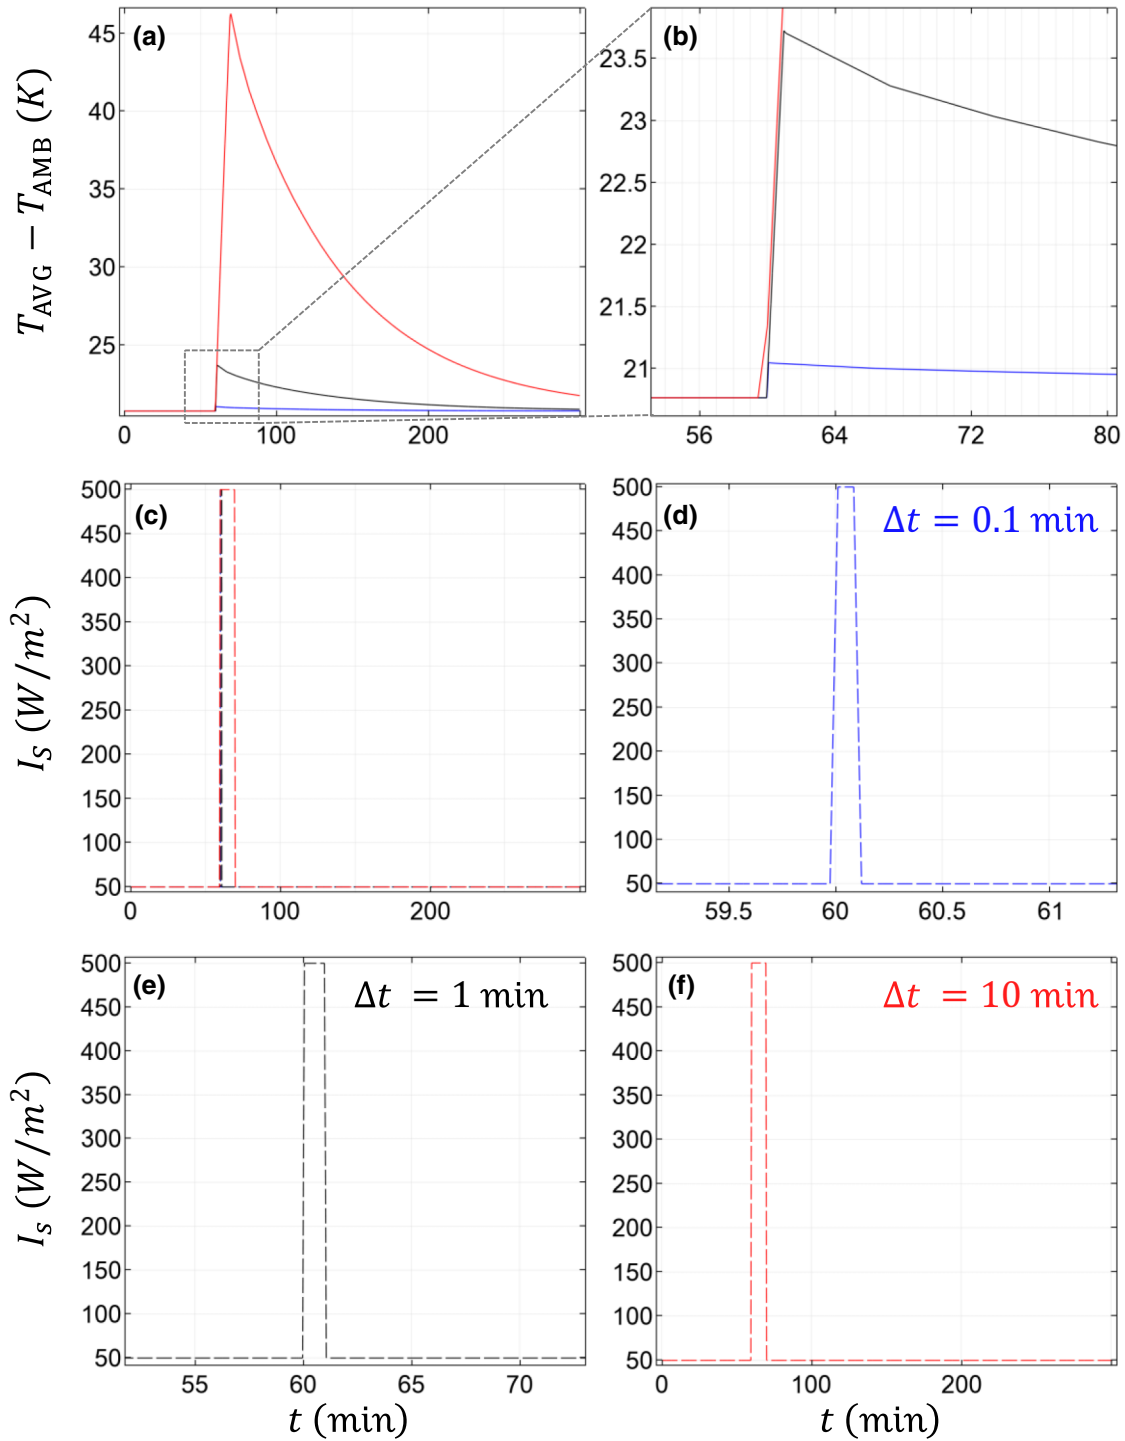 T_AVG − T_AMB (K)
(a)
45
40
35
30
25
0 100 200
(b)
23.5
23
22.5
22
21.5
21
56 64 72 80
I_S (W/m²)
(c)
500
450
400
350
300
250
200
150
100
50
0 100 200
(d)
Δt = 0.1 min
500
450
400
350
300
250
200
150
100
50
59.5 60 60.5 61
I_s (W/m²)
(e)
Δt = 1 min
500
450
400
350
300
250
200
150
100
50
55 60 65 70
t (min)
(f)
Δt = 10 min
500
450
400
350
300
250
200
150
100
50
0 100 200
t (min)